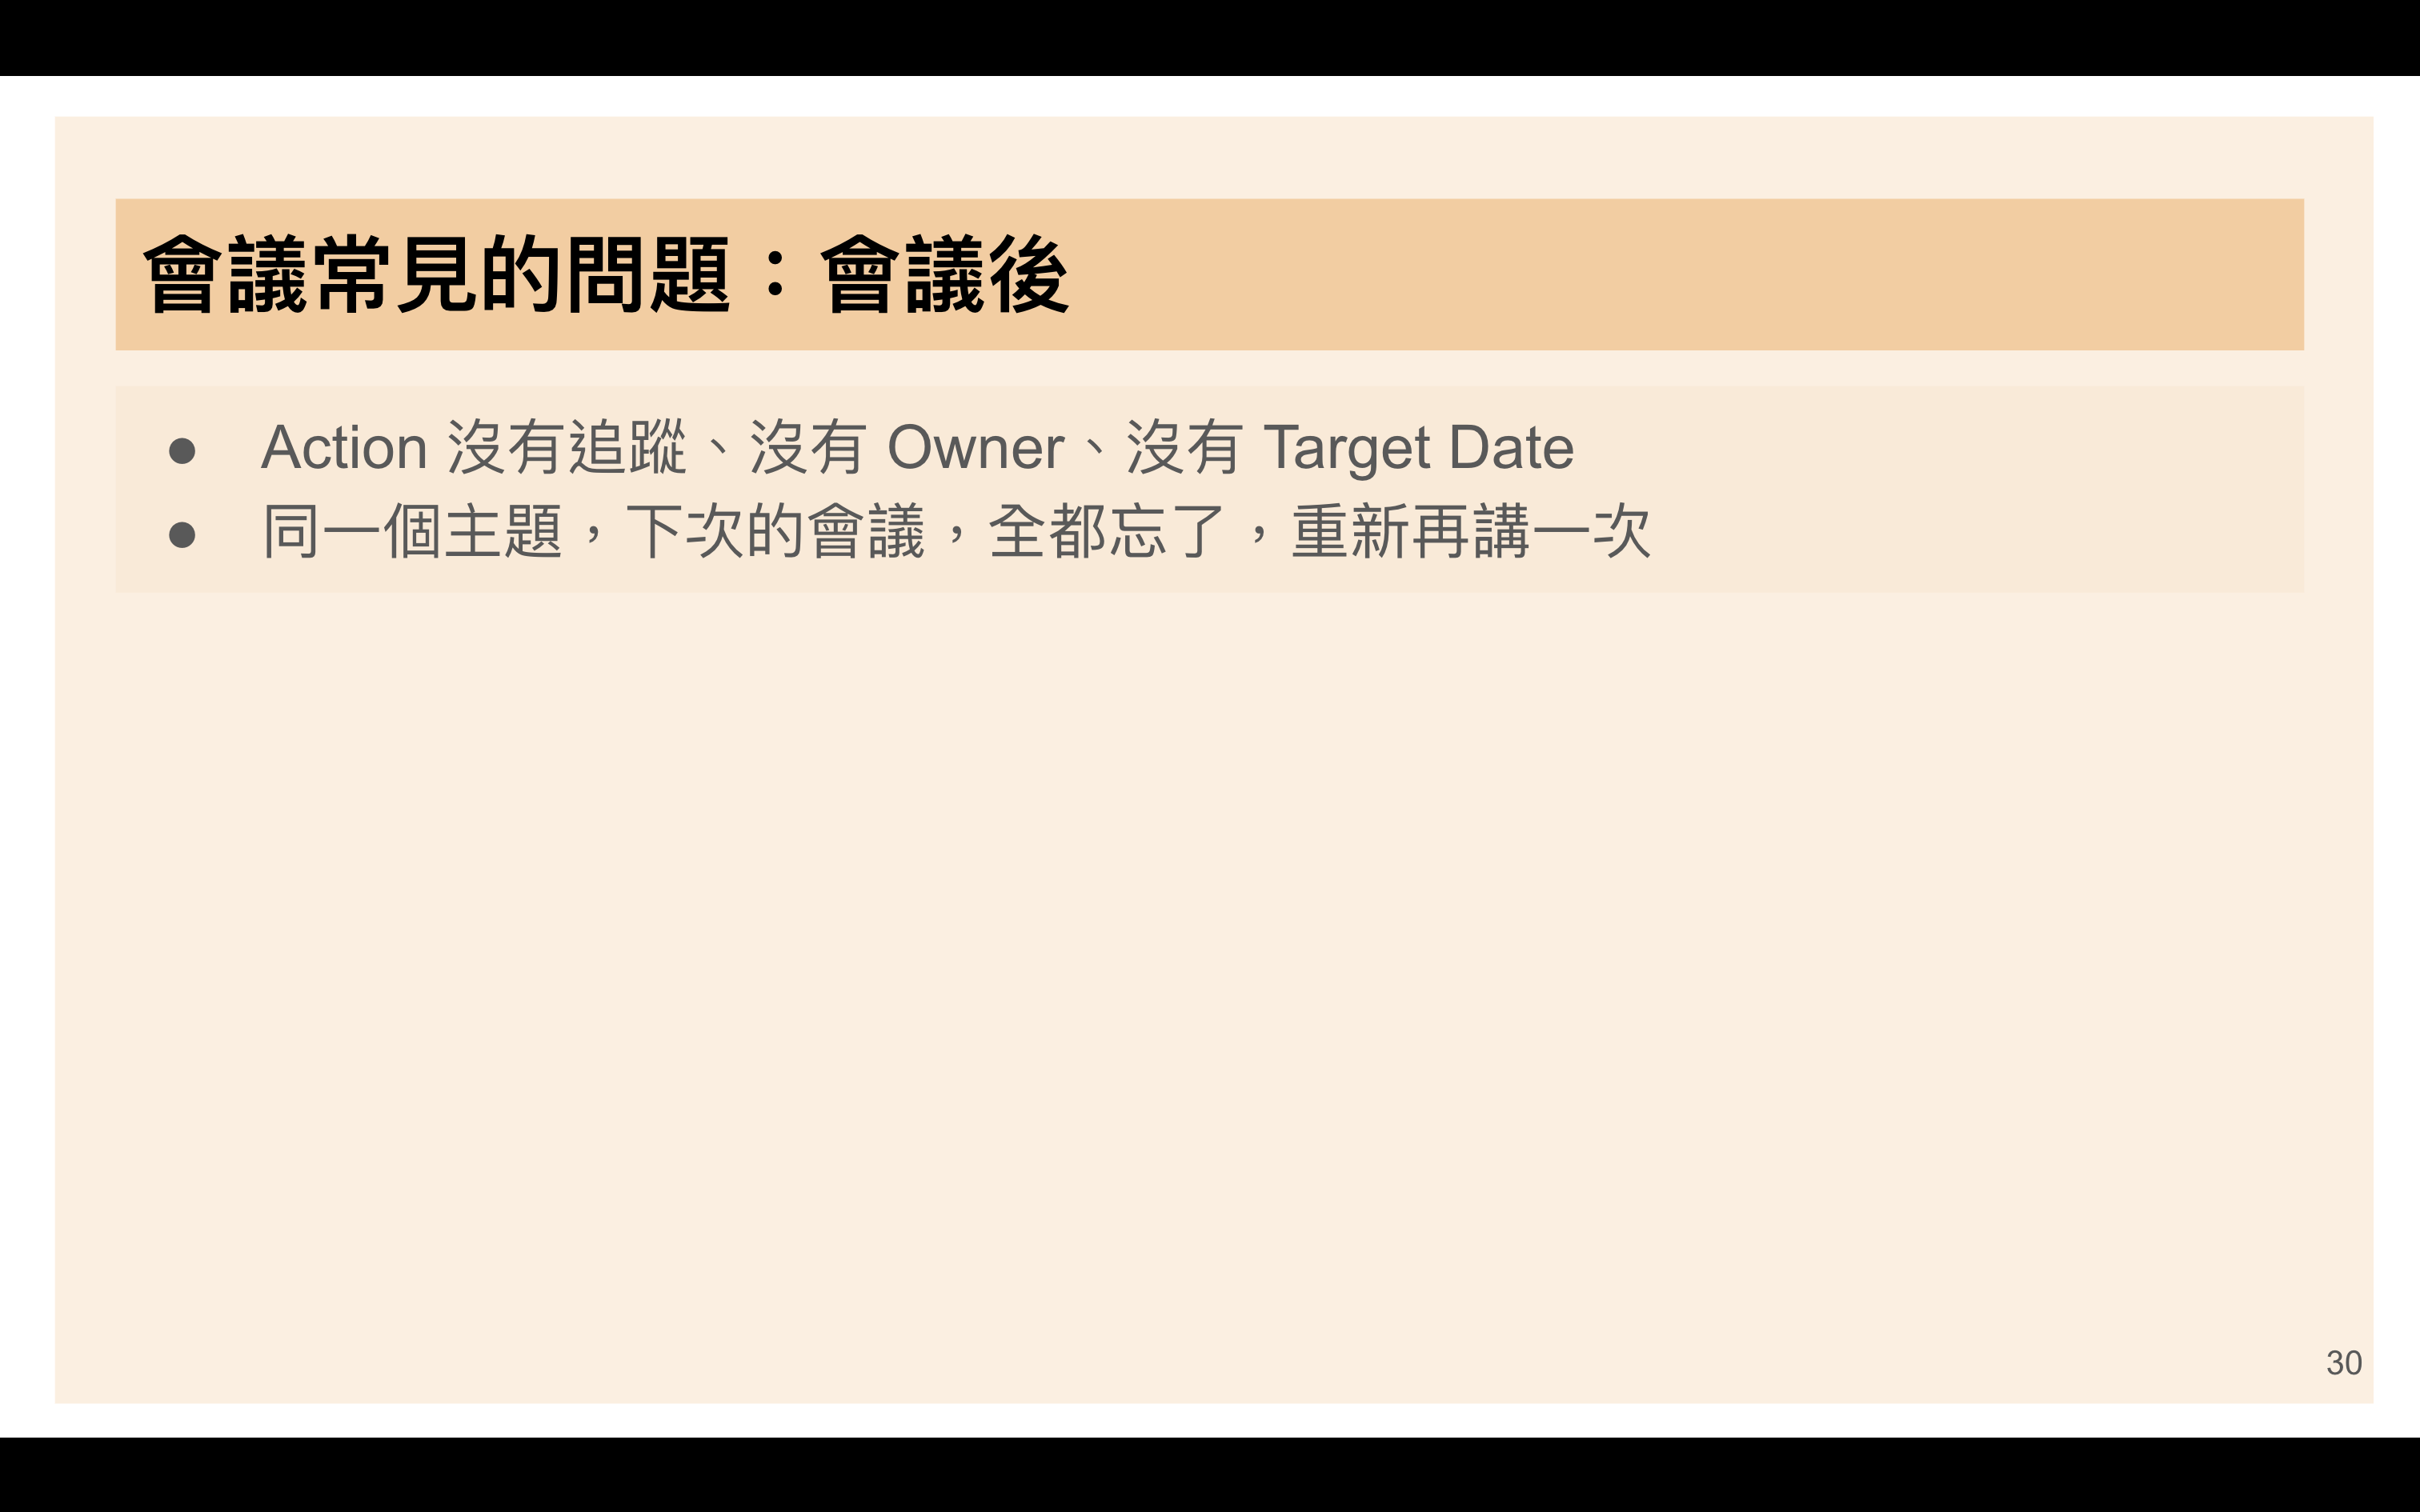 會議常見的問題：會議後
● Action 沒有追蹤、沒有 Owner、沒有 Target Date
● 同一個主題，下次的會議，全都忘了，重新再講一次
30